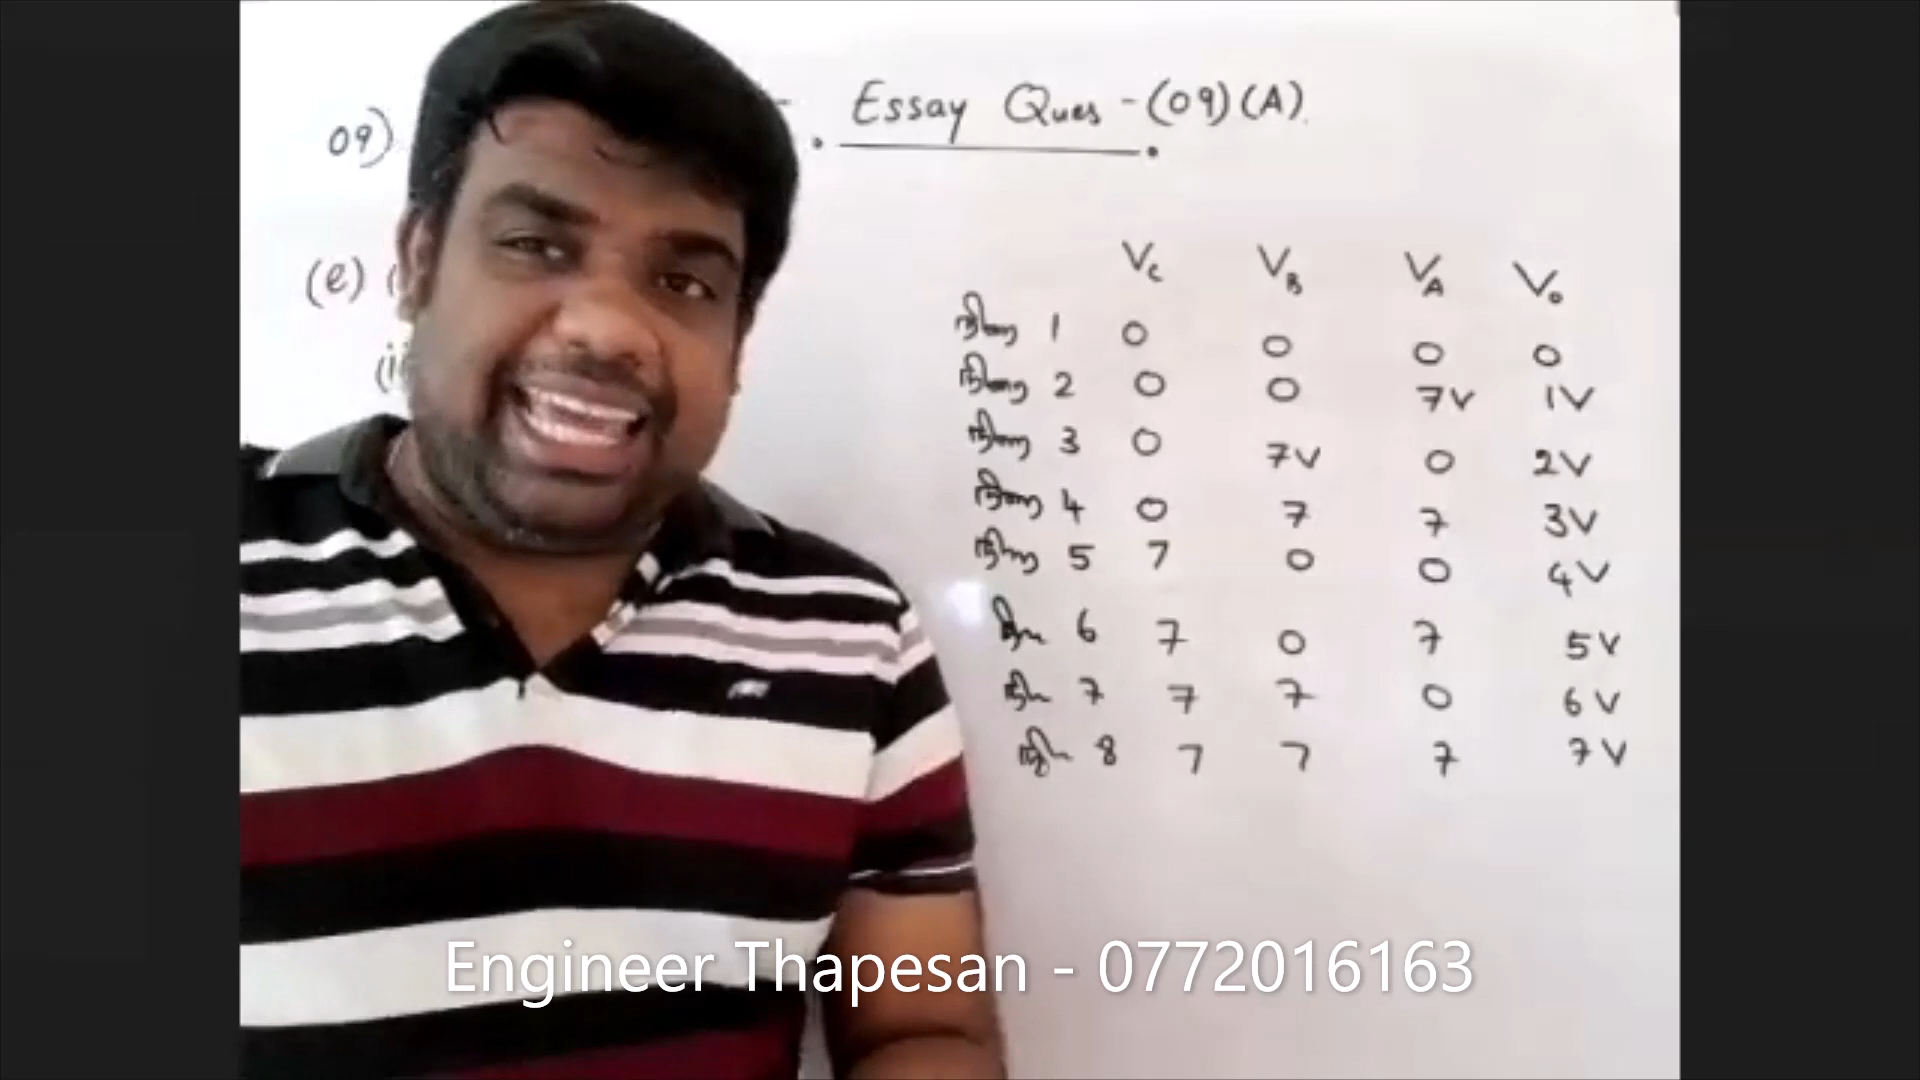 Essay Ques - (09) (A).
09)
(e) (
(ii
Vc VB VA Vo
நிலை 1 0 0 0 0
நிலை 2 0 0 7V 1V
நிலை 3 0 7V 0 2V
நிலை 4 0 7 7 3V
நிலை 5 7 0 0 4V
நிலை 6 7 0 7 5V
நிலை 7 7 7 0 6V
நிலை 8 7 7 7 7V
Engineer Thapesan - 0772016163